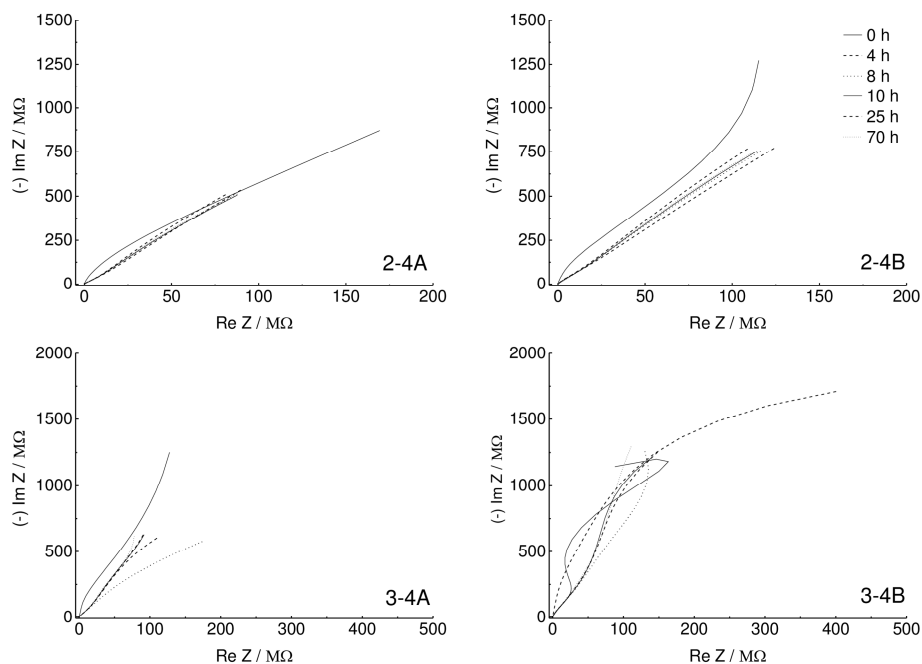 1500
1250
1000
750
500
250
0
(-) Im Z / MΩ
0 50 100 150 200
Re Z / MΩ
2-4A
1500
1250
1000
750
500
250
0
(-) Im Z / MΩ
0 50 100 150 200
Re Z / MΩ
2-4B
0 h
4 h
8 h
10 h
25 h
70 h
2000
1500
1000
500
0
(-) Im Z / MΩ
0 100 200 300 400 500
Re Z / MΩ
3-4A
2000
1500
1000
500
0
(-) Im Z / MΩ
0 100 200 300 400 500
Re Z / MΩ
3-4B